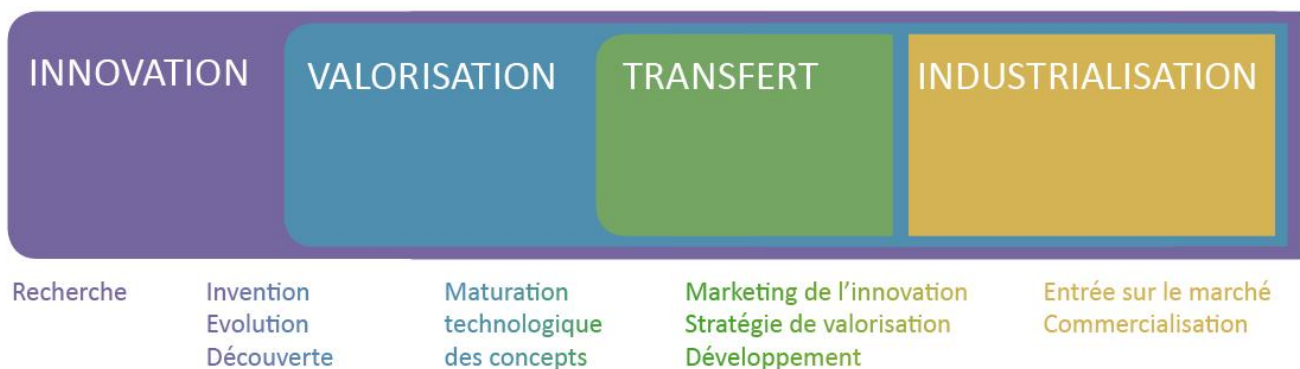 INNOVATION
VALORISATION
TRANSFERT
INDUSTRIALISATION
Recherche
Invention
Evolution
Découverte
Maturation
technologique
des concepts
Marketing de l’innovation
Stratégie de valorisation
Développement
Entrée sur le marché
Commercialisation